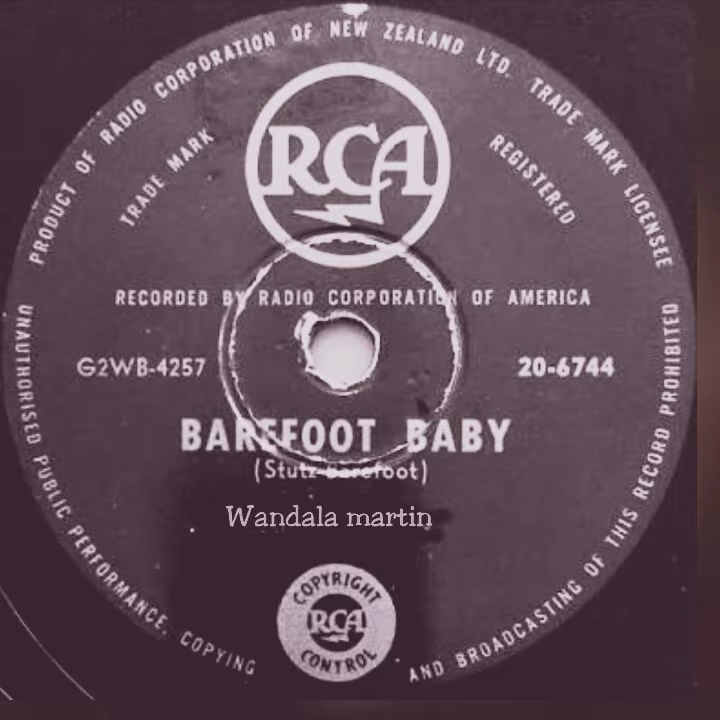 PRODUCT OF RADIO CORPORATION OF NEW ZEALAND LTD. TRADE MARK LICENSEE
TRADE MARK
RCA
REGISTERED
RECORDED BY RADIO CORPORATION OF AMERICA
G2WB-4257
20-6744
BAREFOOT BABY
(Stutz-Barefoot)
Wandala martin
COPYRIGHT
RCA
CONTROL
UNAUTHORISED PUBLIC PERFORMANCE, COPYING
AND BROADCASTING OF THIS RECORD PROHIBITED